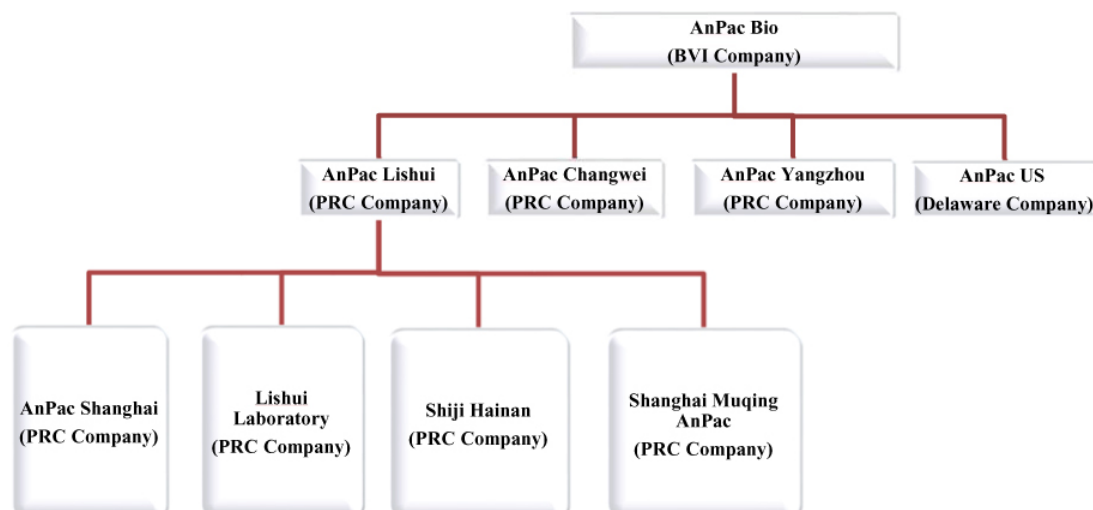 AnPac Bio
(BVI Company)
AnPac Lishui
(PRC Company)
AnPac Changwei
(PRC Company)
AnPac Yangzhou
(PRC Company)
AnPac US
(Delaware Company)
AnPac Shanghai
(PRC Company)
Lishui
Laboratory
(PRC Company)
Shiji Hainan
(PRC Company)
Shanghai Muqing
AnPac
(PRC Company)